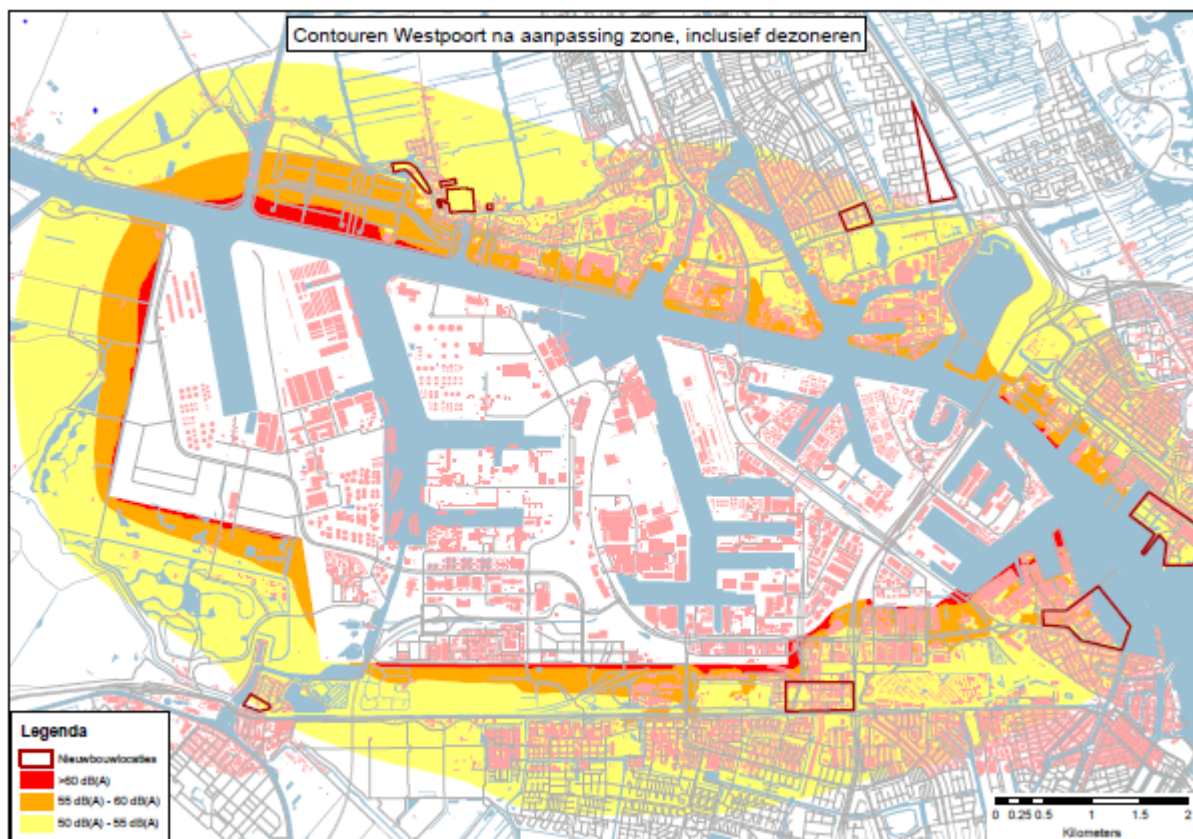 Contouren Westpoort na aanpassing zone, inclusief dezoneren
Legenda
Nieuwbouwlocaties
>60 dB(A)
55 dB(A) - 60 dB(A)
50 dB(A) - 55 dB(A)
0 0.25 0.5 1 1.5 2
Kilometers